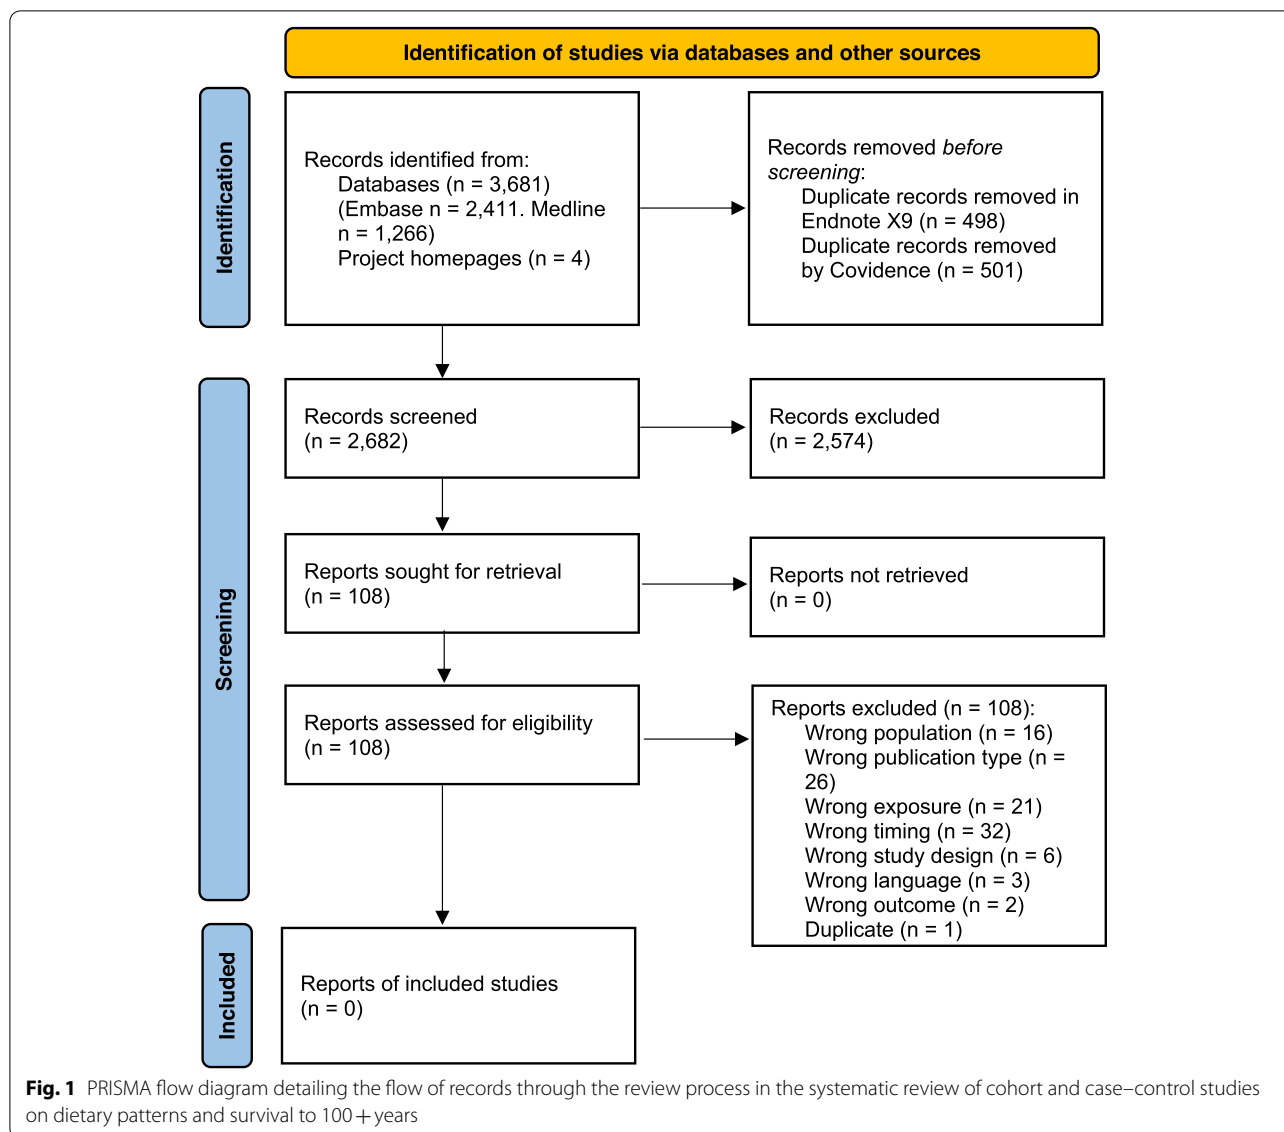 Identification of studies via databases and other sources
Identification
Records identified from:
Databases (n = 3,681)
(Embase n = 2,411. Medline
n = 1,266)
Project homepages (n = 4)
Records removed before
screening:
Duplicate records removed in
Endnote X9 (n = 498)
Duplicate records removed
by Covidence (n = 501)
Screening
Records screened
(n = 2,682)
Records excluded
(n = 2,574)
Reports sought for retrieval
(n = 108)
Reports not retrieved
(n = 0)
Reports assessed for eligibility
(n = 108)
Reports excluded (n = 108):
Wrong population (n = 16)
Wrong publication type (n =
26)
Wrong exposure (n = 21)
Wrong timing (n = 32)
Wrong study design (n = 6)
Wrong language (n = 3)
Wrong outcome (n = 2)
Duplicate (n = 1)
Included
Reports of included studies
(n = 0)
Fig. 1 PRISMA flow diagram detailing the flow of records through the review process in the systematic review of cohort and case–control studies
on dietary patterns and survival to 100 + years